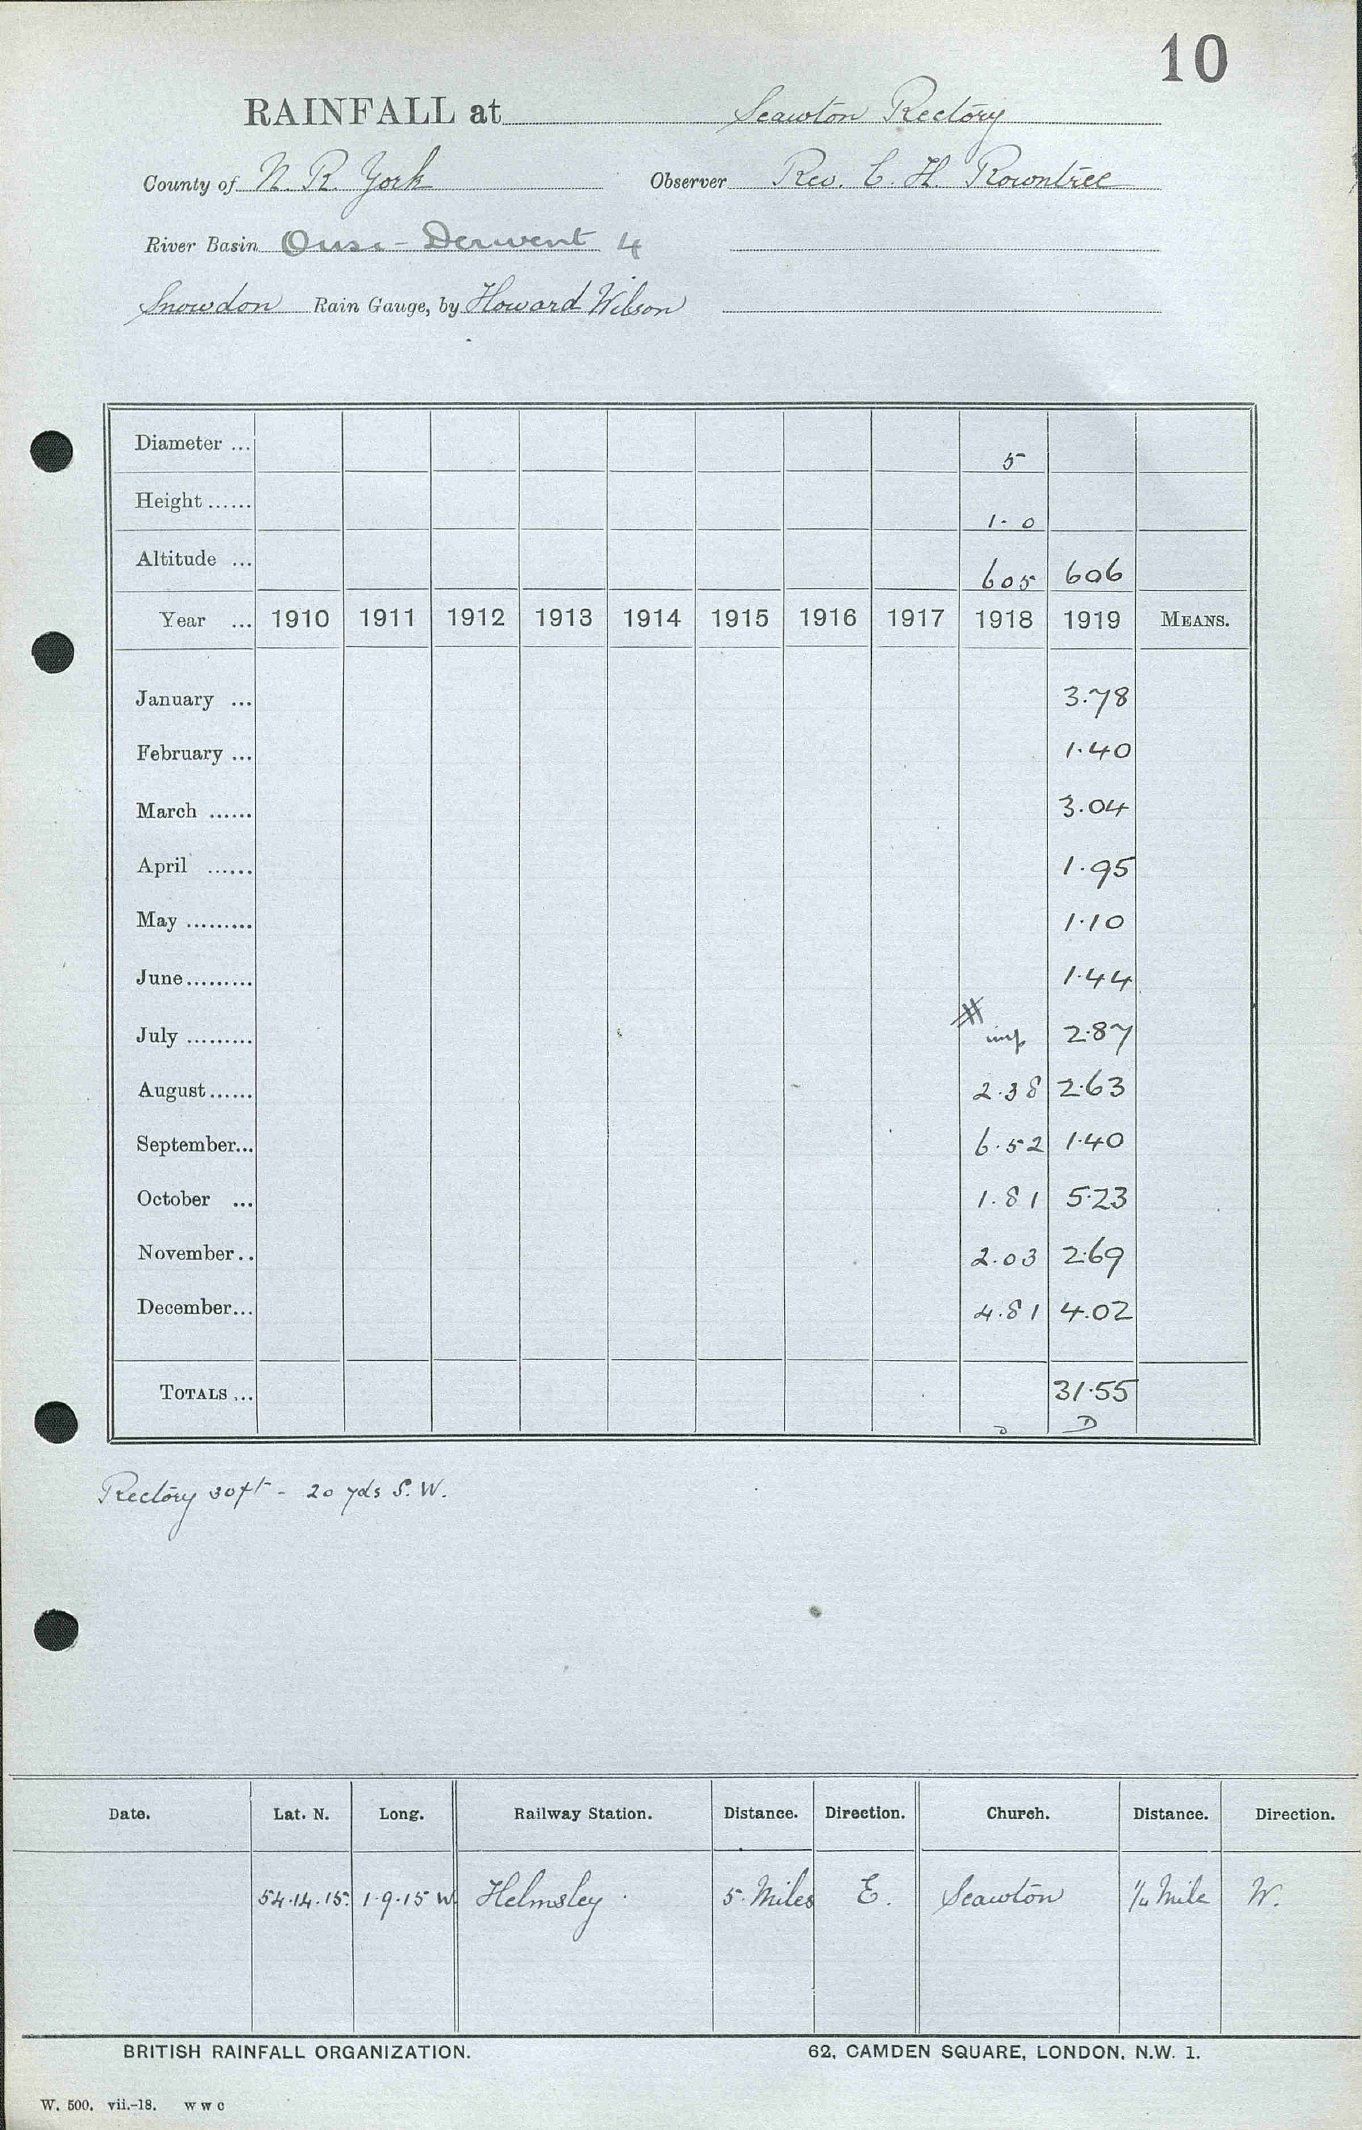 10
RAINFALL at Scawton Rectory
County of N. R. York Observer Rev. C. H. Rowntree
River Basin Ouse - Derwent 4
Snowdon Rain Gauge, by Howard Wilson
Diameter ... 5
Height ...... 1. 0
Altitude ... 605 606
Year ... 1910 1911 1912 1913 1914 1915 1916 1917 1918 1919 MEANS.
January ... 3.78
February ... 1.40
March ...... 3.04
April ...... 1.95
May ......... 1.10
June ......... 1.44
July ......... imp 2.87
August ...... 2.38 2.63
September... 6.52 1.40
October ... 1.81 5.23
November.. 2.03 2.69
December... 4.81 4.02
TOTALS ... 31.55
D
Rectory 30ft - 20 yds S. W.
Date. Lat. N. Long. Railway Station. Distance. Direction. Church. Distance. Direction.
54.14.15. 1.9.15 W Helmsley 5. Miles E. Scawton 1/4 Mile W.
BRITISH RAINFALL ORGANIZATION. 62, CAMDEN SQUARE, LONDON, N.W. 1.
W. 500. vii.-18. W W C